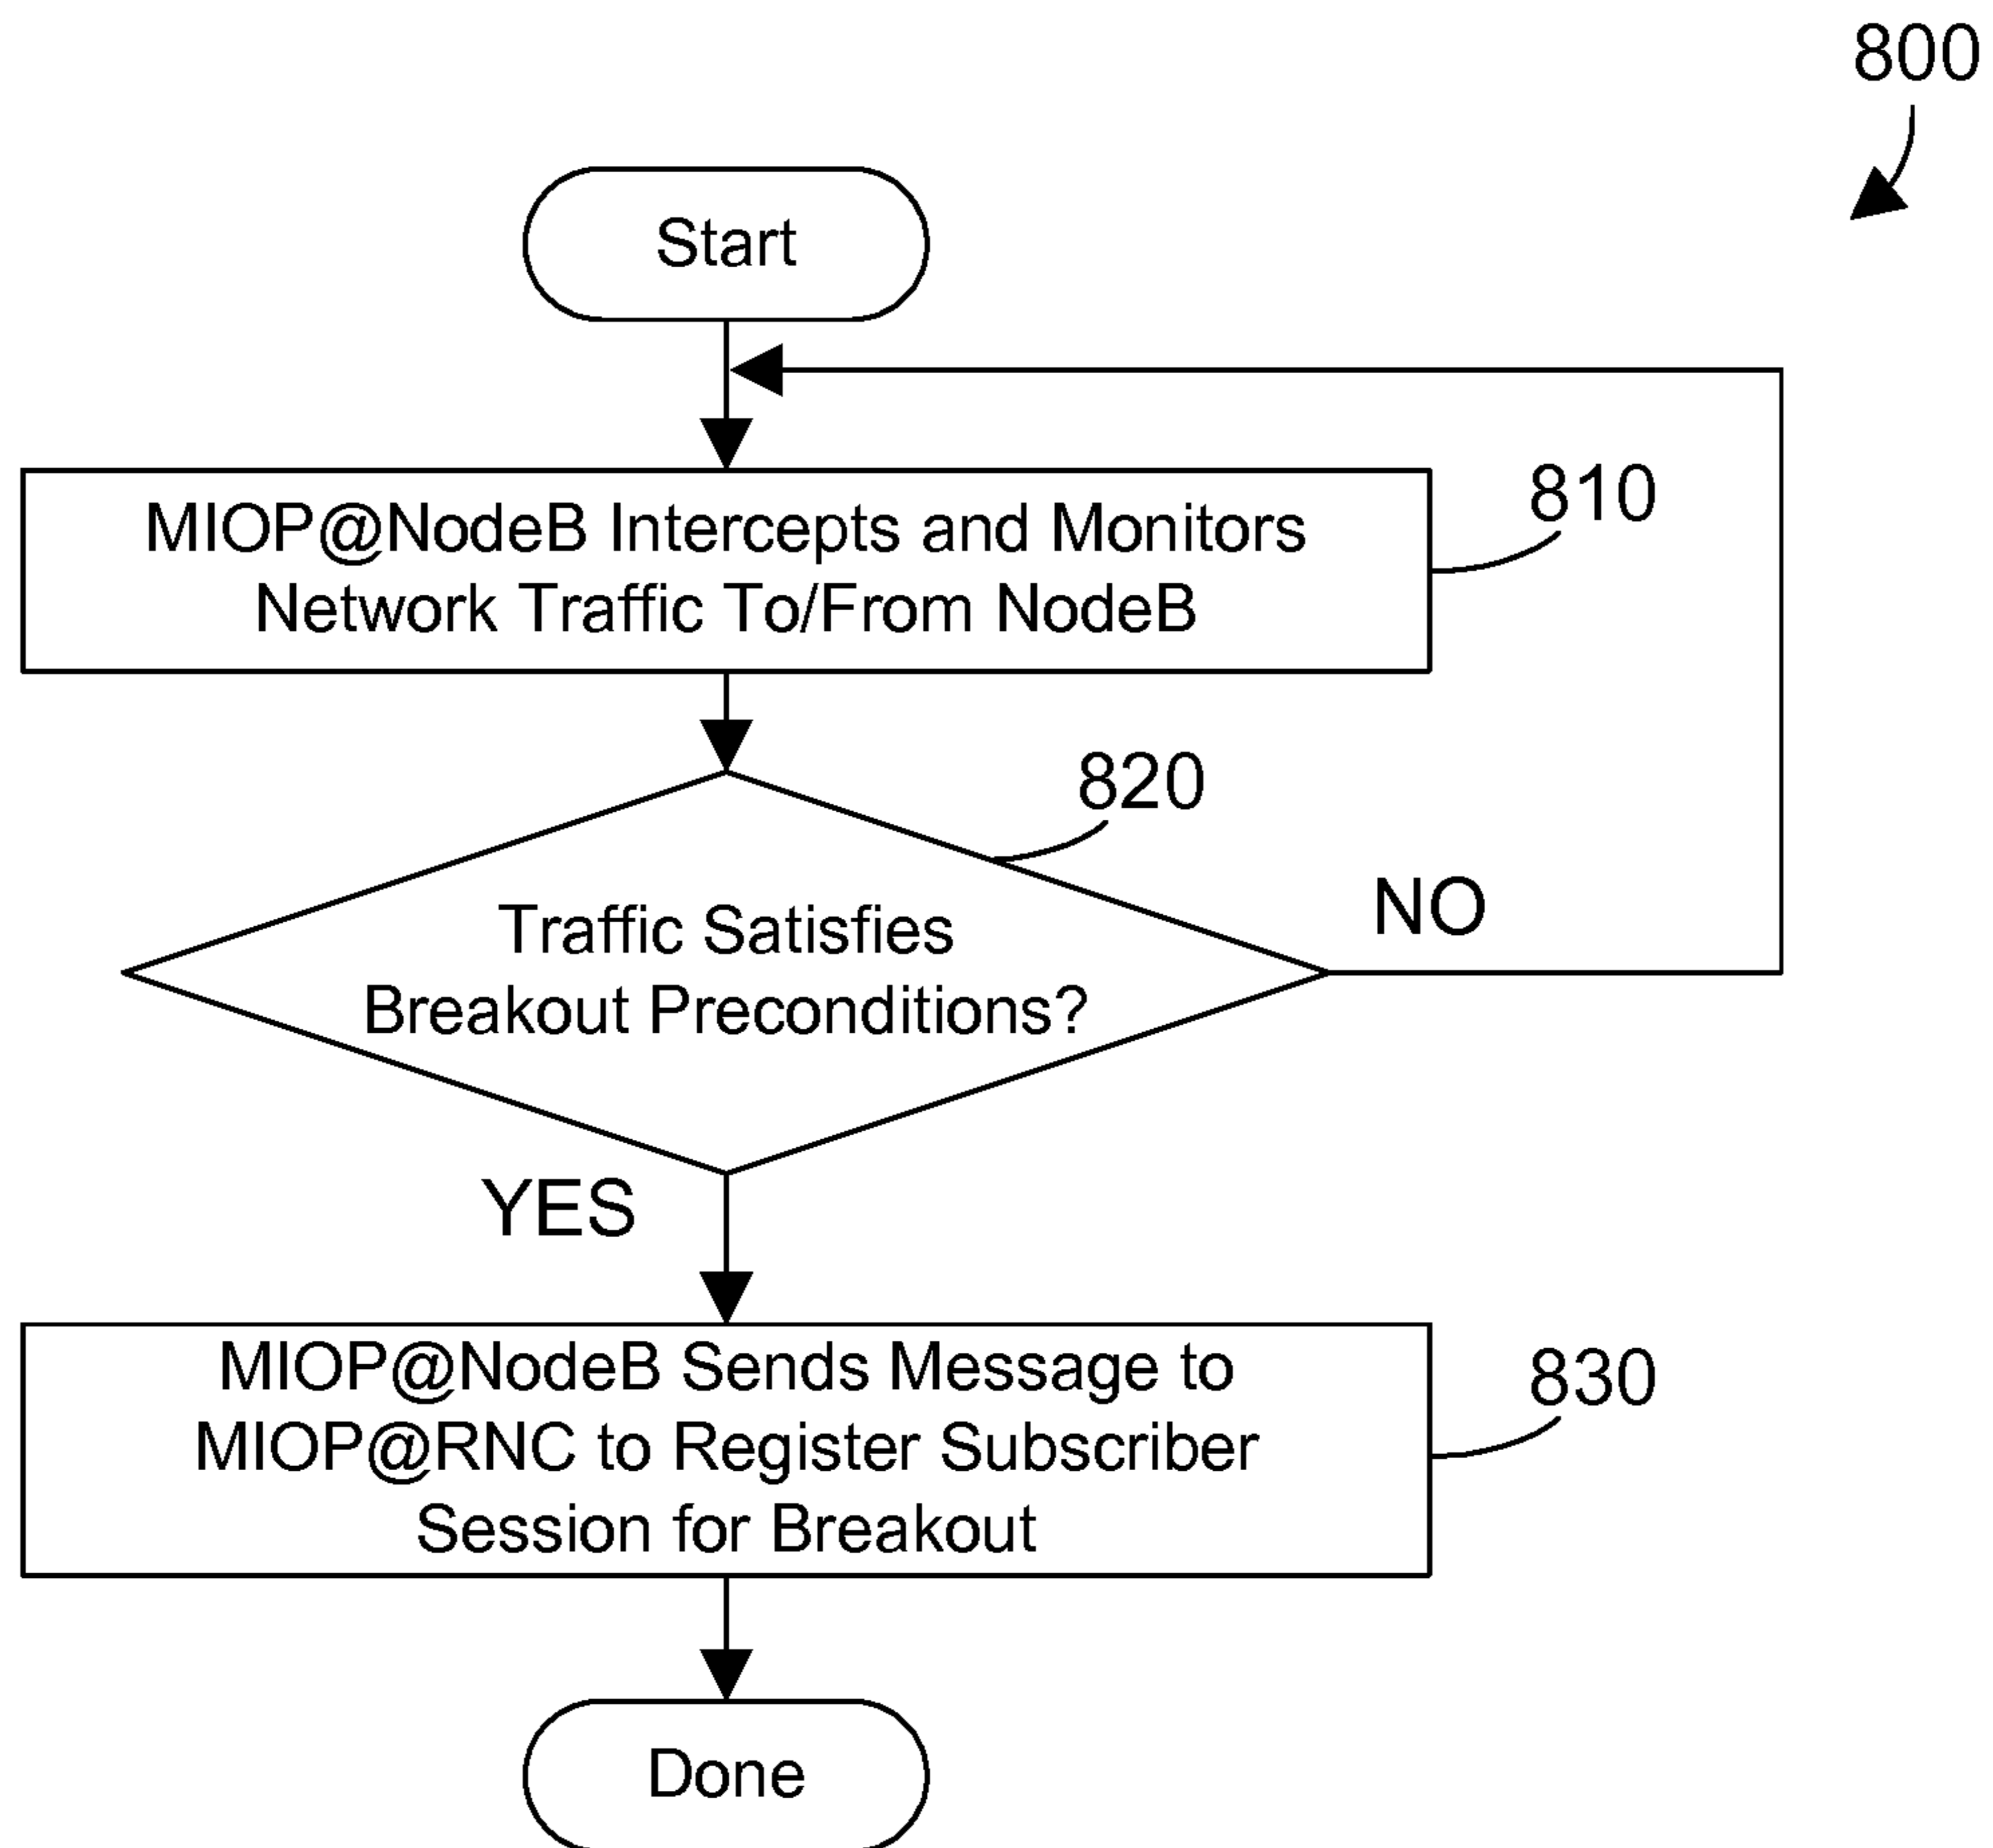 800
Start
MIOP@NodeB Intercepts and Monitors
Network Traffic To/From NodeB
810
820
Traffic Satisfies
Breakout Preconditions?
NO
YES
MIOP@NodeB Sends Message to
MIOP@RNC to Register Subscriber
Session for Breakout
830
Done